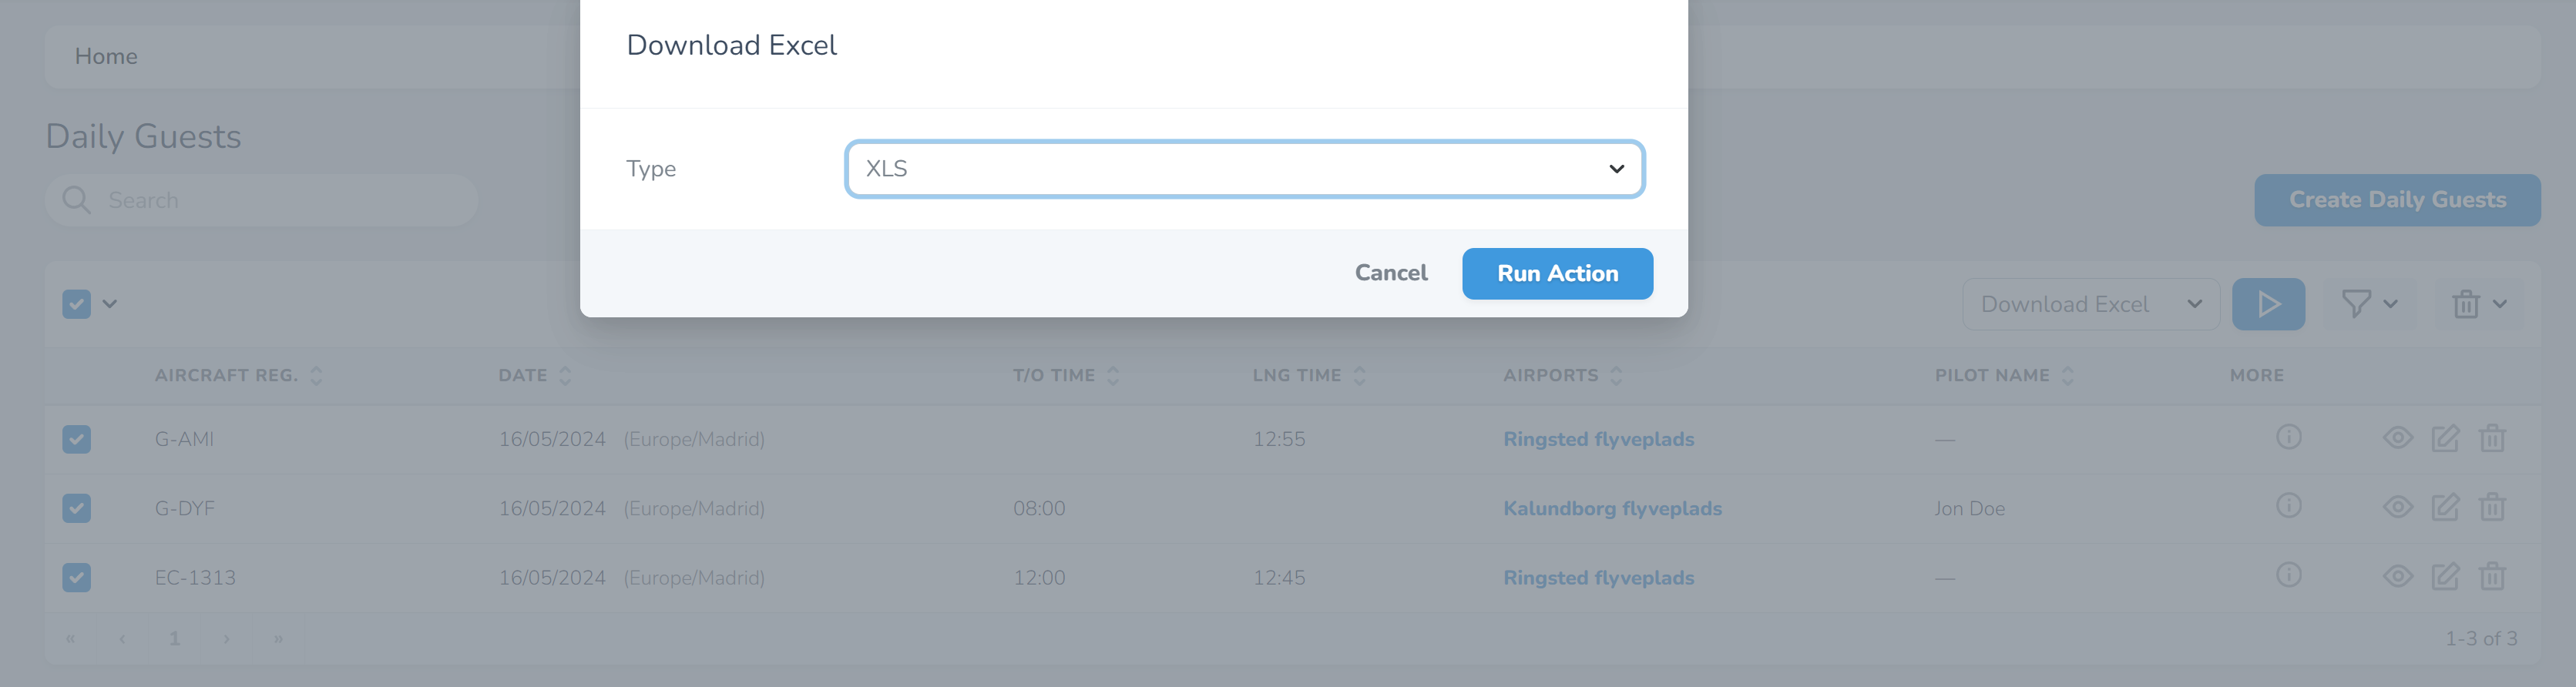 Home
Download Excel
Daily Guests
Type XLS
Search
Create Daily Guests
Cancel Run Action
Download Excel
AIRCRAFT REG. DATE T/O TIME LNG TIME AIRPORTS PILOT NAME MORE
G-AMI 16/05/2024 (Europe/Madrid) 12:55 Ringsted flyveplads —
G-DYF 16/05/2024 (Europe/Madrid) 08:00 Kalundborg flyveplads Jon Doe
EC-1313 16/05/2024 (Europe/Madrid) 12:00 12:45 Ringsted flyveplads —
« ‹ 1 › » 1-3 of 3